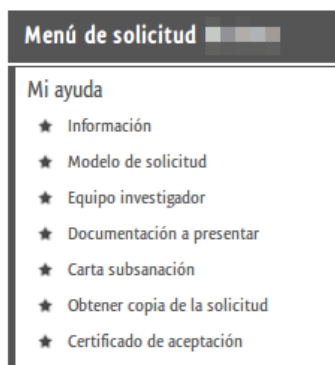 Menú de solicitud
Mi ayuda
Información
Modelo de solicitud
Equipo investigador
Documentación a presentar
Carta subsanación
Obtener copia de la solicitud
Certificado de aceptación